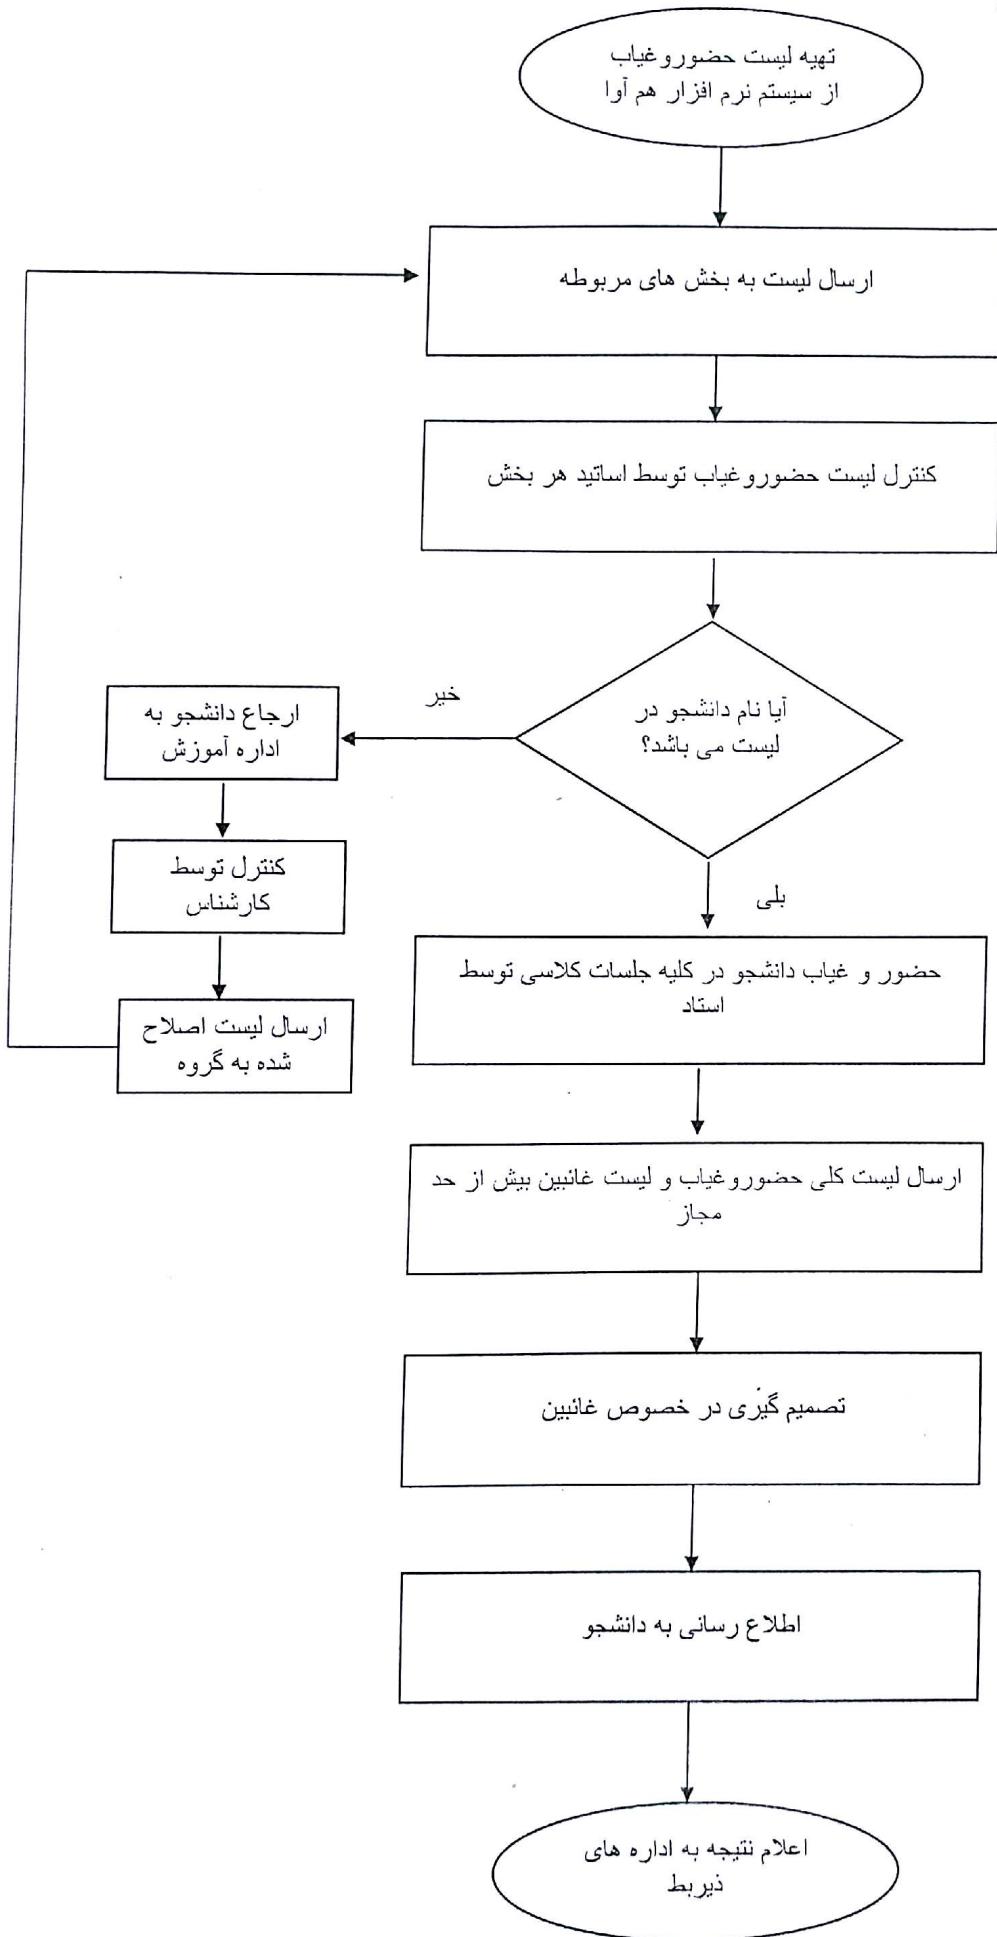 تهیه لیست حضوروغیاب
از سیستم نرم افزار هم آوا
ارسال لیست به بخش های مربوطه
کنترل لیست حضوروغیاب توسط اساتید هر بخش
آیا نام دانشجو در
لیست می باشد؟
خیر
ارجاع دانشجو به
اداره آموزش
کنترل توسط
کارشناس
ارسال لیست اصلاح
شده به گروه
بلی
حضور و غیاب دانشجو در کلیه جلسات کلاسی توسط
استاد
ارسال لیست کلی حضوروغیاب و لیست غائبین بیش از حد
مجاز
تصمیم گیری در خصوص غائبین
اطلاع رسانی به دانشجو
اعلام نتیجه به اداره های
ذیربط